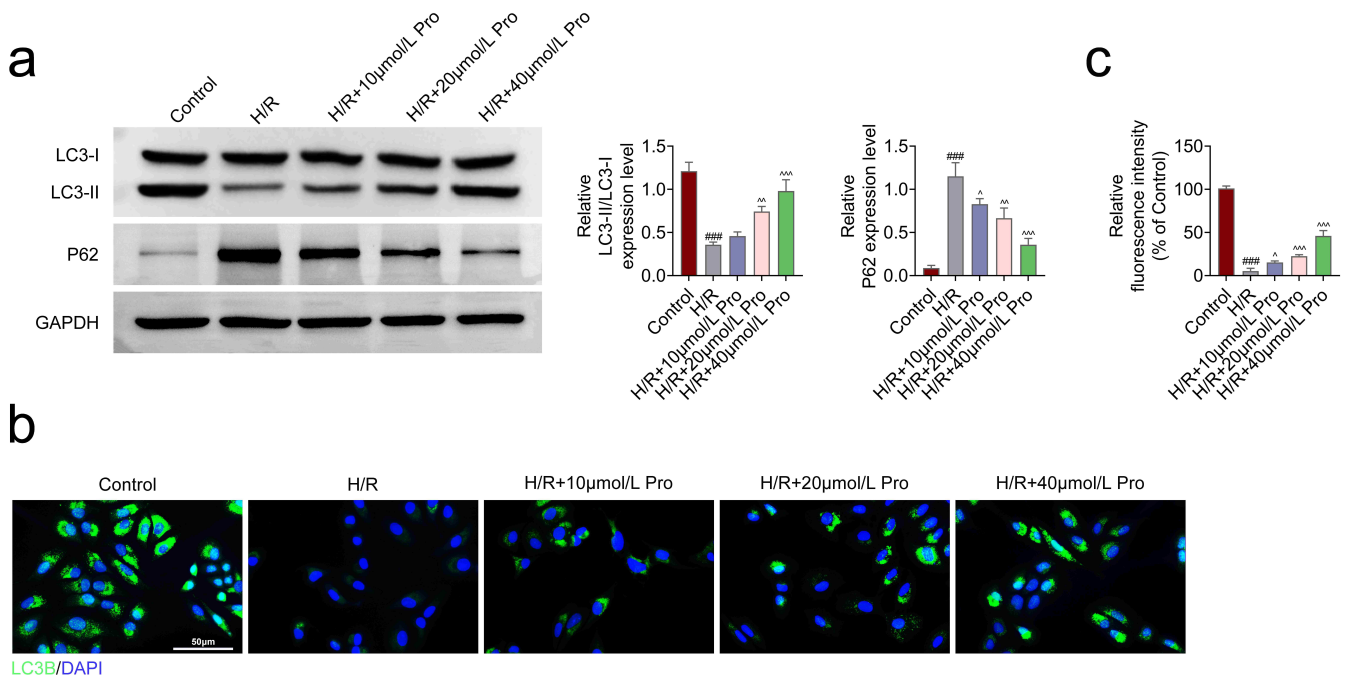 a
Control
H/R
H/R+10μmol/L Pro
H/R+20μmol/L Pro
H/R+40μmol/L Pro
LC3-I
LC3-II
P62
GAPDH
Relative
LC3-II/LC3-I
expression level
1.5
1.0
0.5
0.0
###
^^
^^^
Control
H/R
H/R+10μmol/L Pro
H/R+20μmol/L Pro
H/R+40μmol/L Pro
Relative
P62 expression level
1.5
1.0
0.5
0.0
###
^
^^
^^^
Control
H/R
H/R+10μmol/L Pro
H/R+20μmol/L Pro
H/R+40μmol/L Pro
c
Relative
fluorescence intensity
(% of Control)
150
100
50
0
###
^
^^^
^^^
Control
H/R
H/R+10μmol/L Pro
H/R+20μmol/L Pro
H/R+40μmol/L Pro
b
Control
H/R
H/R+10μmol/L Pro
H/R+20μmol/L Pro
H/R+40μmol/L Pro
50μm
LC3B/DAPI